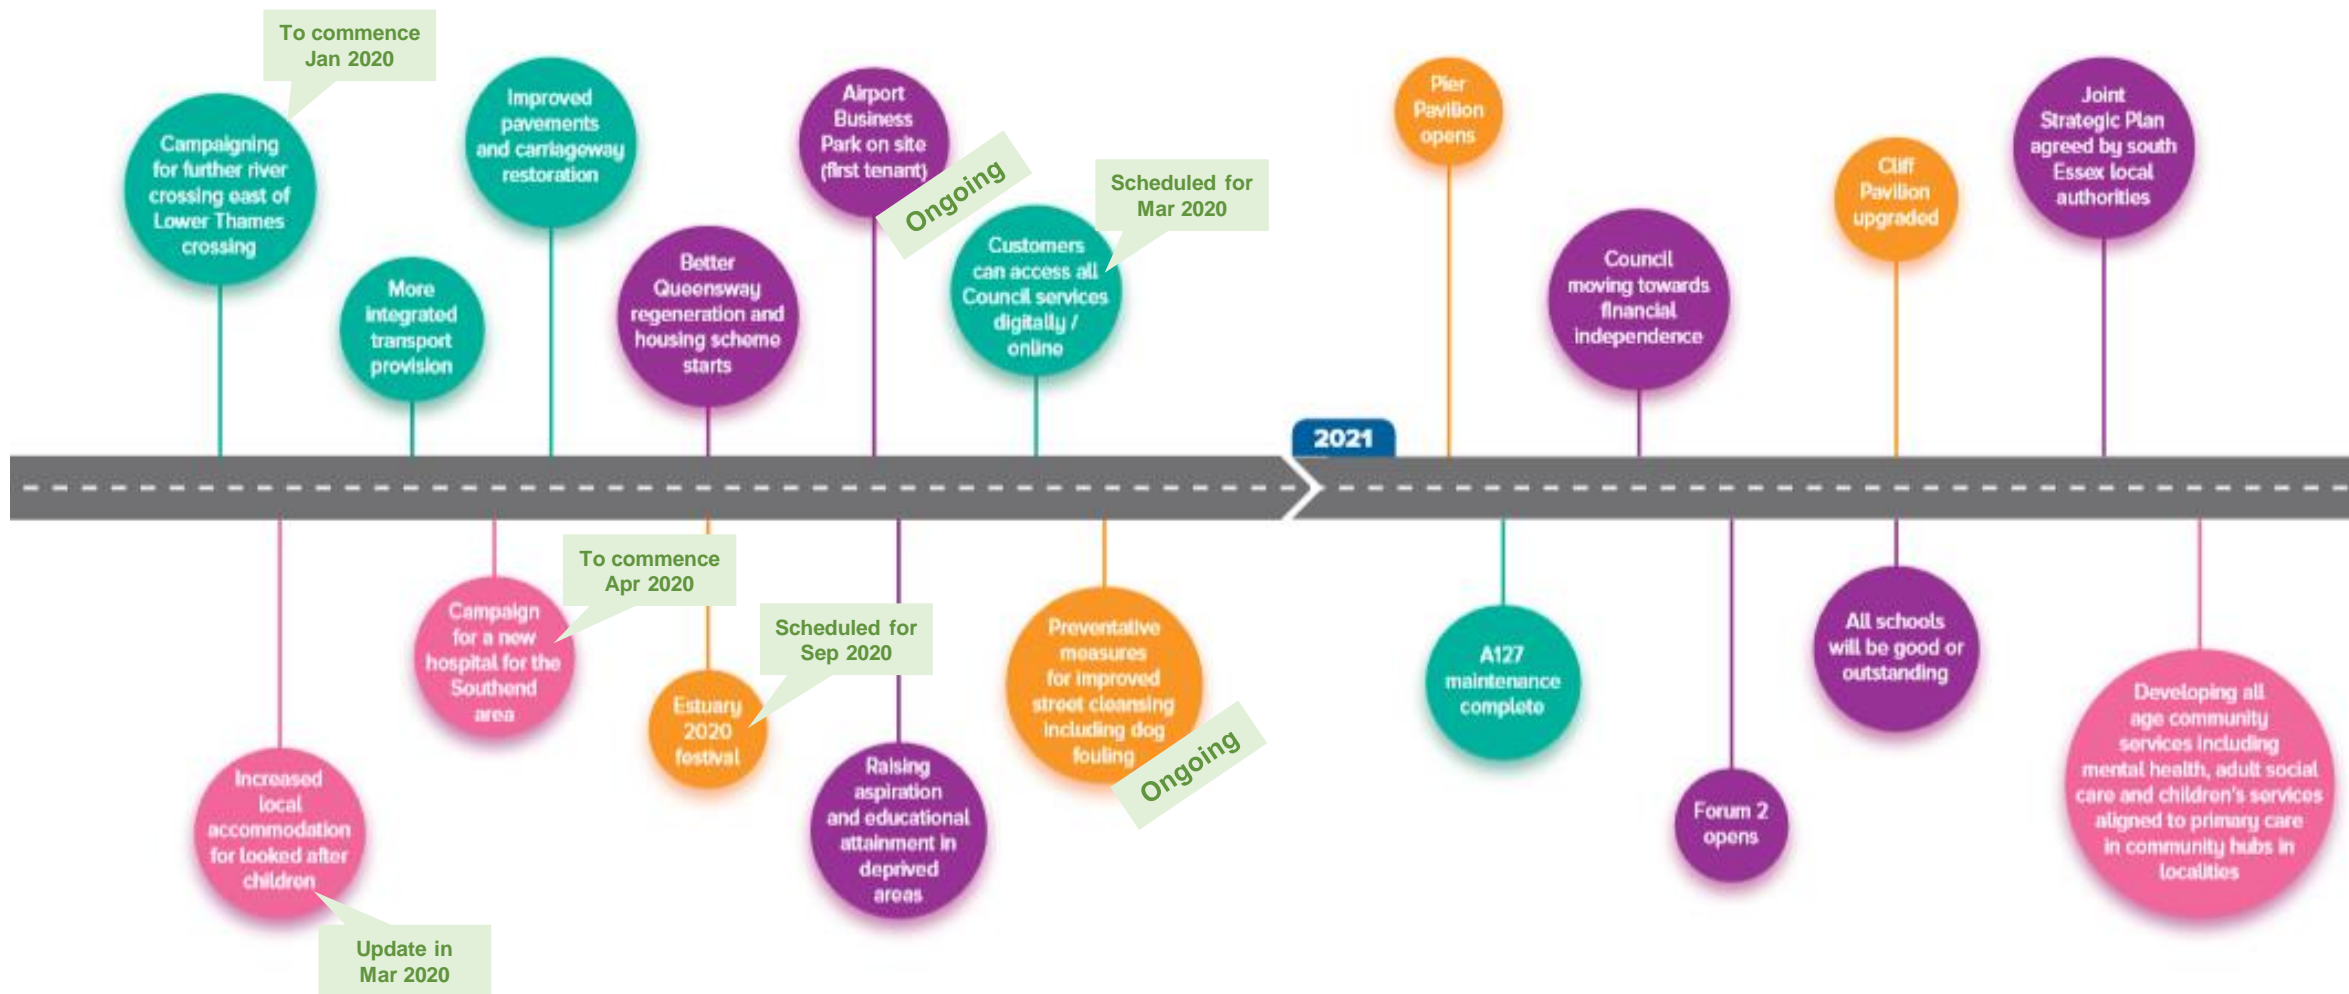 To commence
Jan 2020
Campaigning
for further river
crossing east of
Lower Thames
crossing
More
integrated
transport
provision
Improved
pavements
and carriageway
restoration
Better
Queensway
regeneration and
housing scheme
starts
Airport
Business
Park on site
(first tenant)
Ongoing
Customers
can access all
Council services
digitally /
online
Scheduled for
Mar 2020
2021
Pier
Pavilion
opens
Council
moving towards
financial
independence
Cliff
Pavilion
upgraded
Joint
Strategic Plan
agreed by south
Essex local
authorities
Increased
local
accommodation
for looked after
children
Update in
Mar 2020
Campaign
for a new
hospital for the
Southend
area
To commence
Apr 2020
Estuary
2020
festival
Scheduled for
Sep 2020
Raising
aspiration
and educational
attainment in
deprived
areas
Preventative
measures
for improved
street cleansing
including dog
fouling
Ongoing
A127
maintenance
complete
Forum 2
opens
All schools
will be good or
outstanding
Developing all
age community
services including
mental health, adult social
care and children's services
aligned to primary care
in community hubs in
localities